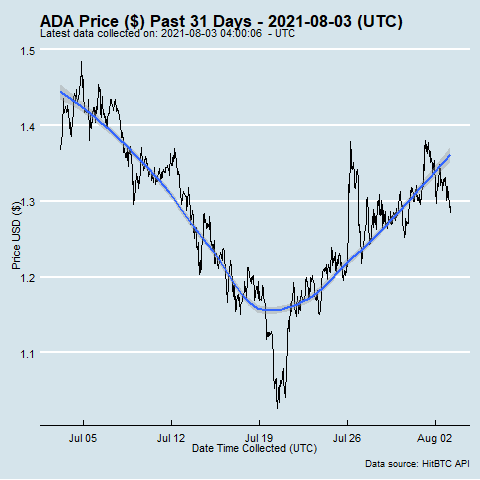 ADA Price ($) Past 31 Days - 2021-08-03 (UTC)
Latest data collected on: 2021-08-03 04:00:06 - UTC
1.5
1.4
1.3
1.2
1.1
Price USD ($)
Jul 05 Jul 12 Jul 19 Jul 26 Aug 02
Date Time Collected (UTC)
Data source: HitBTC API